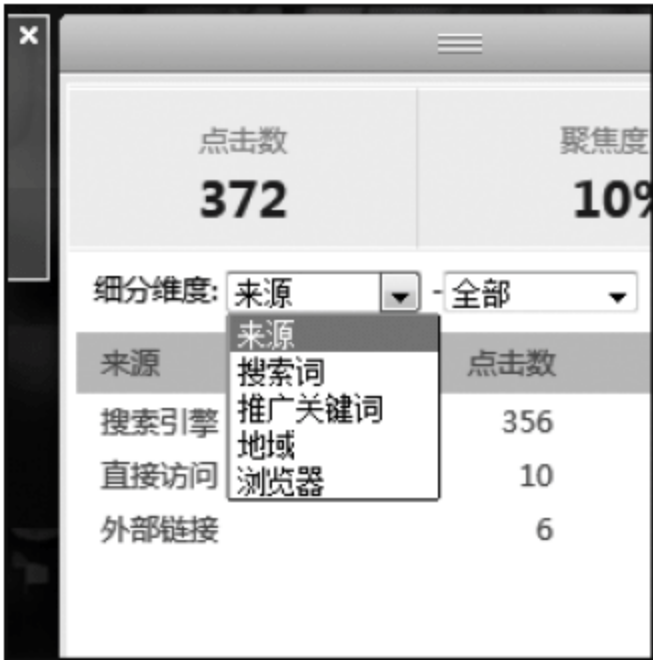 ×
点击数 聚焦度
372 10%
细分维度: 来源 - 全部
来源
搜索词
推广关键词
地域
浏览器
来源 点击数
搜索引擎 356
直接访问 10
外部链接 6